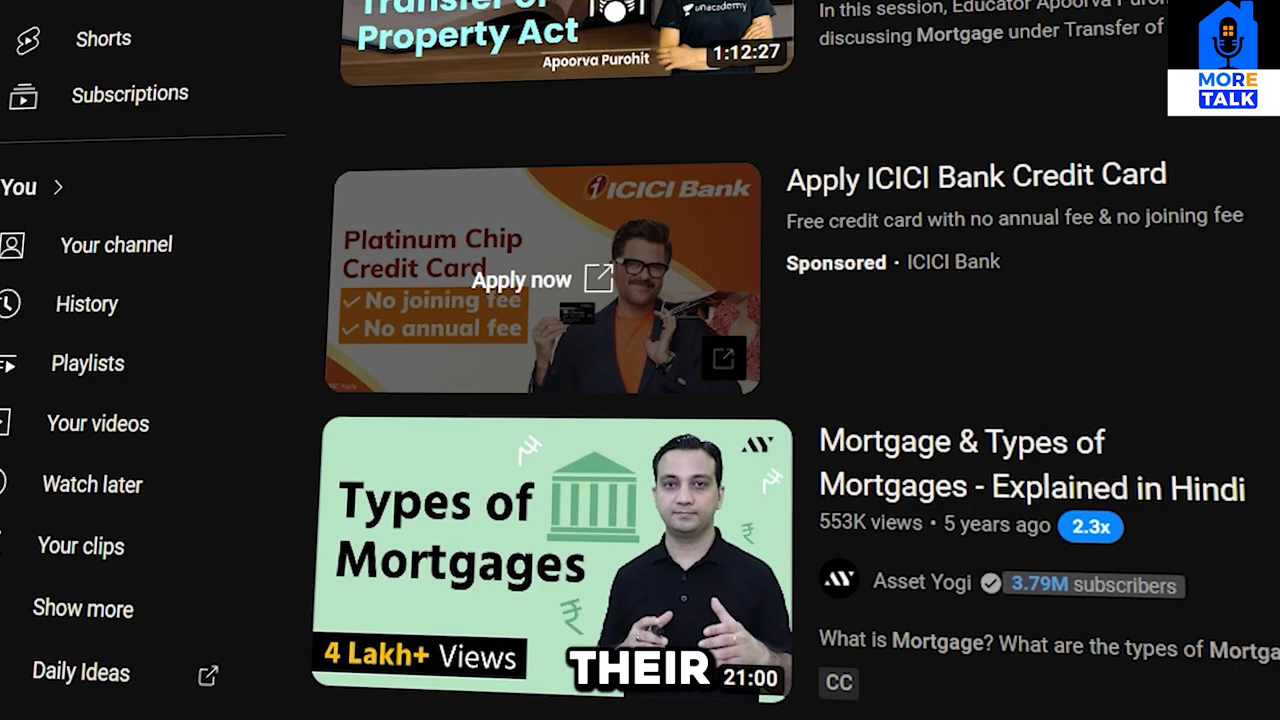 Shorts
Subscriptions
You
Your channel
History
Playlists
Your videos
Watch later
Your clips
Show more
Daily Ideas
Transfer of
Property Act
Apoorva Purohit
unacademy
1:12:27
In this session, Educator Apoorva
discussing Mortgage under Transfer of
MORE
TALK
ICICI Bank
Platinum Chip
Credit Card
Apply now
✓ No joining fee
✓ No annual fee
Apply ICICI Bank Credit Card
Free credit card with no annual fee & no joining fee
Sponsored • ICICI Bank
Types of
Mortgages
4 Lakh+ Views
21:00
Mortgage & Types of
Mortgages - Explained in Hindi
553K views • 5 years ago 2.3x
Asset Yogi 3.79M subscribers
What is Mortgage? What are the types of
CC
THEIR